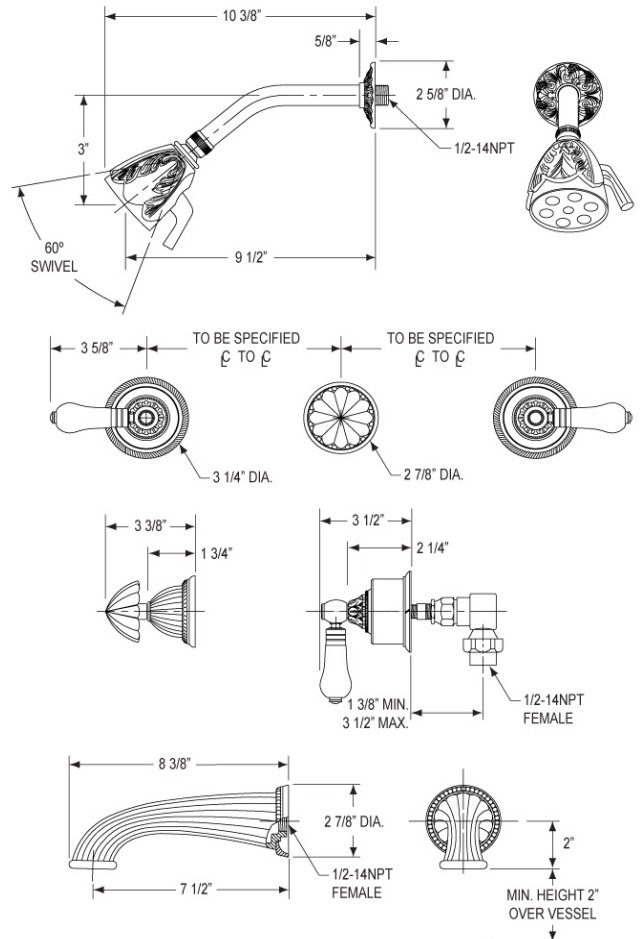 10 3/8"
5/8"
2 5/8" DIA.
1/2-14NPT
3"
60º
SWIVEL
9 1/2"
3 5/8"
TO BE SPECIFIED
℄ TO ℄
TO BE SPECIFIED
℄ TO ℄
3 1/4" DIA.
2 7/8" DIA.
3 3/8"
1 3/4"
3 1/2"
2 1/4"
1 3/8" MIN.
3 1/2" MAX.
1/2-14NPT
FEMALE
8 3/8"
2 7/8" DIA.
1/2-14NPT
FEMALE
7 1/2"
2"
MIN. HEIGHT 2"
OVER VESSEL